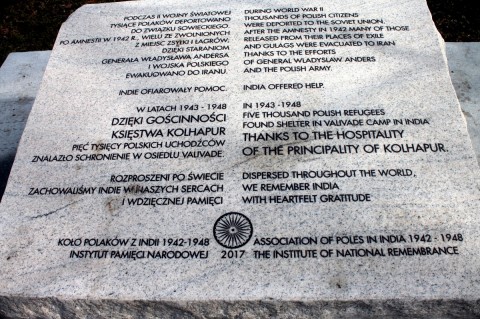 PODCZAS II WOJNY ŚWIATOWEJ
TYSIĄCE POLAKÓW DEPORTOWANO
DO ZWIĄZKU SOWIECKIEGO.
PO AMNESTII W 1942 R., WIELU ZE ZWOLNIONYCH
Z MIEJSC ZSYŁKI I ŁAGRÓW,
DZIĘKI STARANIOM
GENERAŁA WŁADYSŁAWA ANDERSA
I WOJSKA POLSKIEGO
EWAKUOWANO DO IRANU.
INDIE OFIAROWAŁY POMOC.
W LATACH 1943 - 1948
DZIĘKI GOŚCINNOŚCI
KSIĘSTWA KOLHAPUR
PIĘĆ TYSIĘCY POLSKICH UCHODŹCÓW
ZNALAZŁO SCHRONIENIE W OSIEDLU VALIVADE.
ROZPROSZENI PO ŚWIECIE
ZACHOWALIŚMY INDIE W NASZYCH SERCACH
I WDZIĘCZNEJ PAMIĘCI
KOŁO POLAKÓW Z INDII 1942-1948
INSTYTUT PAMIĘCI NARODOWEJ
2017
DURING WORLD WAR II
THOUSANDS OF POLISH CITIZENS
WERE DEPORTED TO THE SOVIET UNION.
AFTER THE AMNESTY IN 1942 MANY OF THOSE
RELEASED FROM THEIR PLACES OF EXILE
AND GULAGS WERE EVACUATED TO IRAN
THANKS TO THE EFFORTS
OF GENERAL WLADYSLAW ANDERS
AND THE POLISH ARMY.
INDIA OFFERED HELP.
IN 1943 -1948
FIVE THOUSAND POLISH REFUGEES
FOUND SHELTER IN VALIVADE CAMP IN INDIA
THANKS TO THE HOSPITALITY
OF THE PRINCIPALITY OF KOLHAPUR.
DISPERSED THROUGHOUT THE WORLD,
WE REMEMBER INDIA
WITH HEARTFELT GRATITUDE
ASSOCIATION OF POLES IN INDIA 1942 - 1948
THE INSTITUTE OF NATIONAL REMEMBRANCE